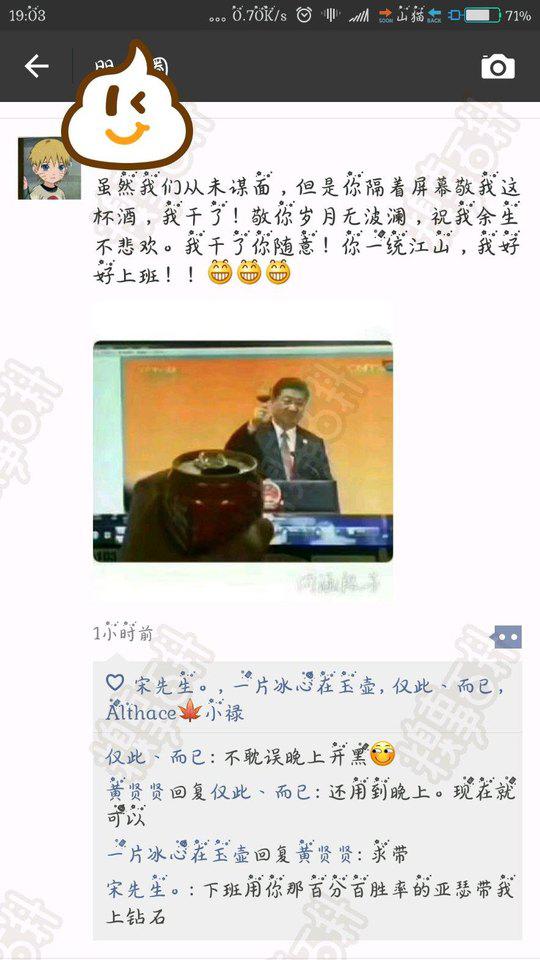 19:03
0.70K/s
SOON
山猫
BACK
71%
虽然我们从未谋面，但是你隔着屏幕敬我这
杯酒，我干了！敬你岁月无波澜，祝我余生
不悲欢。我干了你随意！你一统江山，我好
好上班！！😁😁😁
1小时前
宋先生。, 一片冰心在玉壶, 仅此、而已,
Althace🍁小禄
仅此、而已: 不耽误晚上开黑
黄贤贤回复仅此、而已: 还用到晚上。现在就
可以
一片冰心在玉壶回复黄贤贤: 求带
宋先生。: 下班用你那百分百胜率的亚瑟带我
上钻石